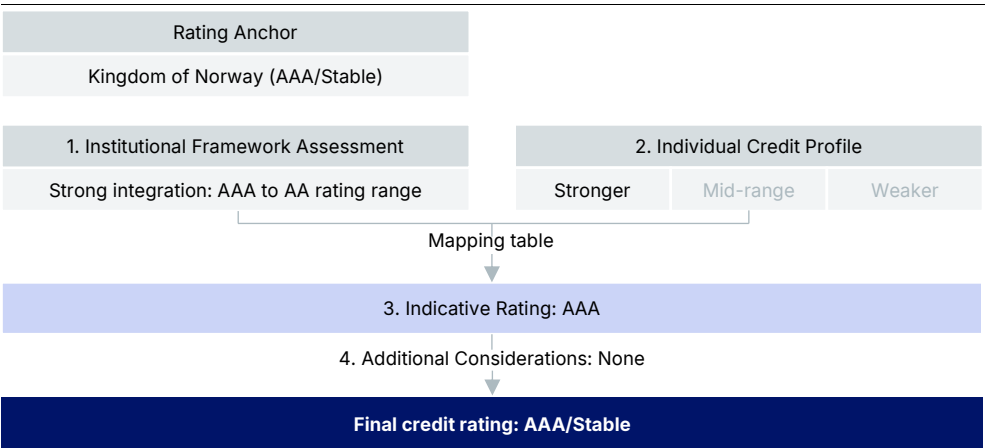 Rating Anchor
Kingdom of Norway (AAA/Stable)
1. Institutional Framework Assessment
Strong integration: AAA to AA rating range
2. Individual Credit Profile
Stronger
Mid-range
Weaker
Mapping table
3. Indicative Rating: AAA
4. Additional Considerations: None
Final credit rating: AAA/Stable